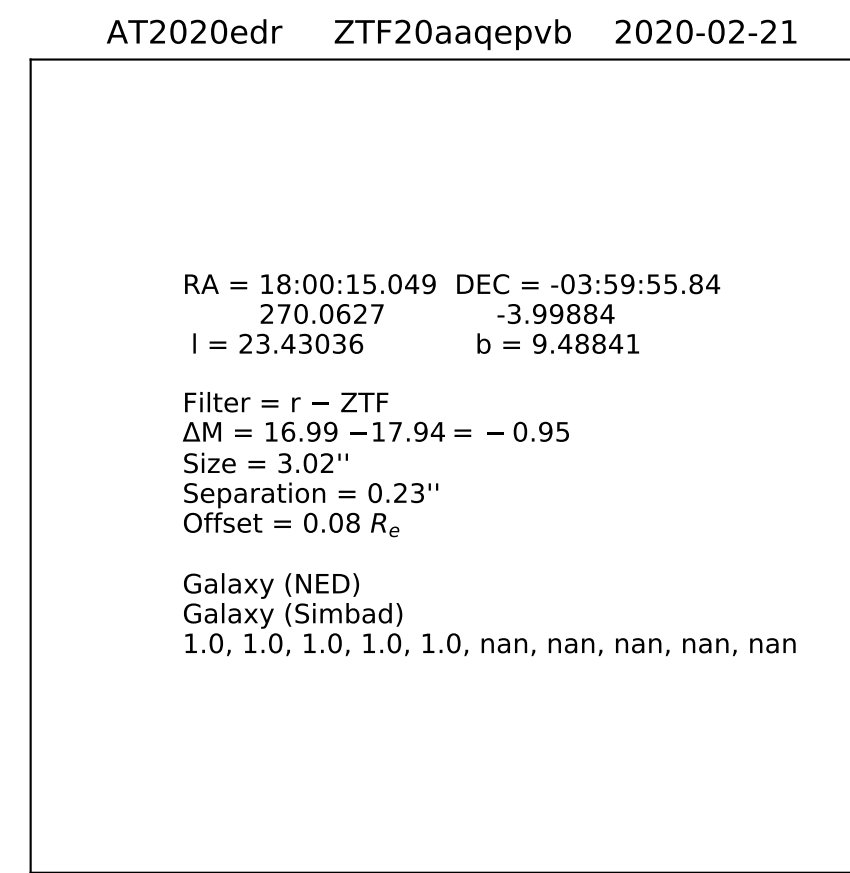 AT2020edr ZTF20aaqepvb 2020-02-21
RA = 18:00:15.049 DEC = -03:59:55.84
270.0627 -3.99884
l = 23.43036 b = 9.48841
Filter = r − ZTF
ΔM = 16.99 −17.94 = − 0.95
Size = 3.02''
Separation = 0.23''
Offset = 0.08 Re
Galaxy (NED)
Galaxy (Simbad)
1.0, 1.0, 1.0, 1.0, 1.0, nan, nan, nan, nan, nan